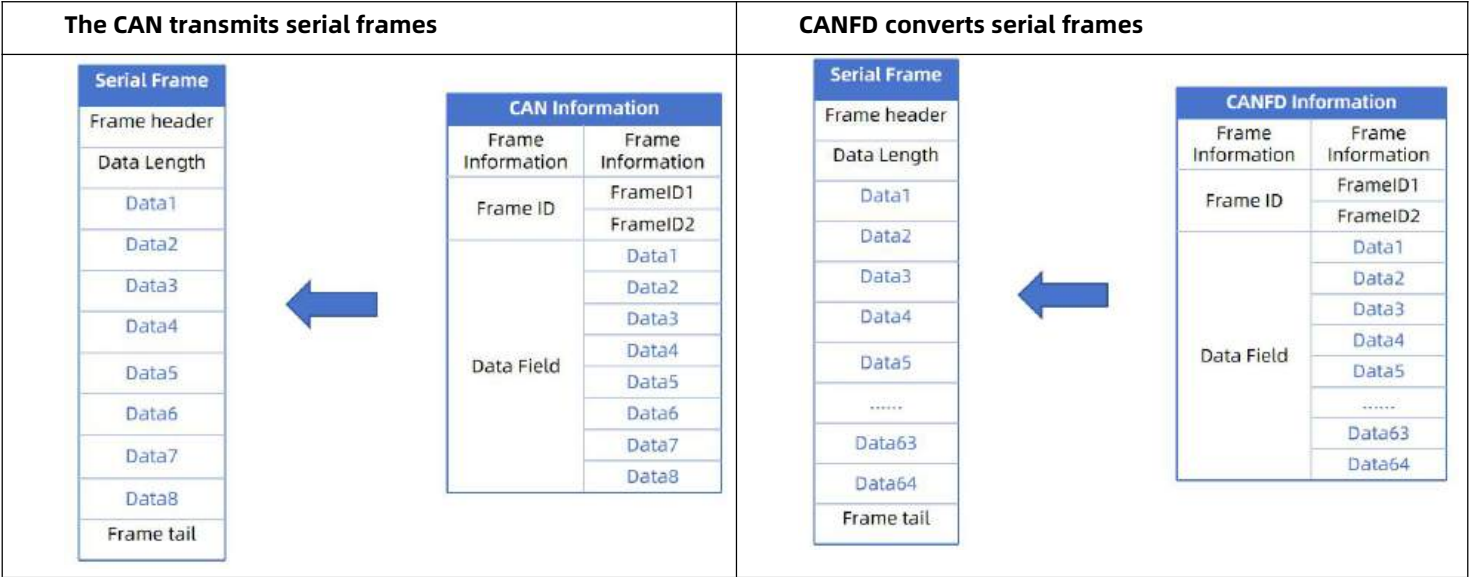 The CAN transmits serial frames
Serial Frame
Frame header
Data Length
Data1
Data2
Data3
Data4
Data5
Data6
Data7
Data8
Frame tail
CAN Information
Frame
Information
Frame
Information
Frame ID
FrameID1
FrameID2
Data Field
Data1
Data2
Data3
Data4
Data5
Data6
Data7
Data8
CANFD converts serial frames
Serial Frame
Frame header
Data Length
Data1
Data2
Data3
Data4
Data5
......
Data63
Data64
Frame tail
CANFD Information
Frame
Information
Frame
Information
Frame ID
FrameID1
FrameID2
Data Field
Data1
Data2
Data3
Data4
Data5
......
Data63
Data64